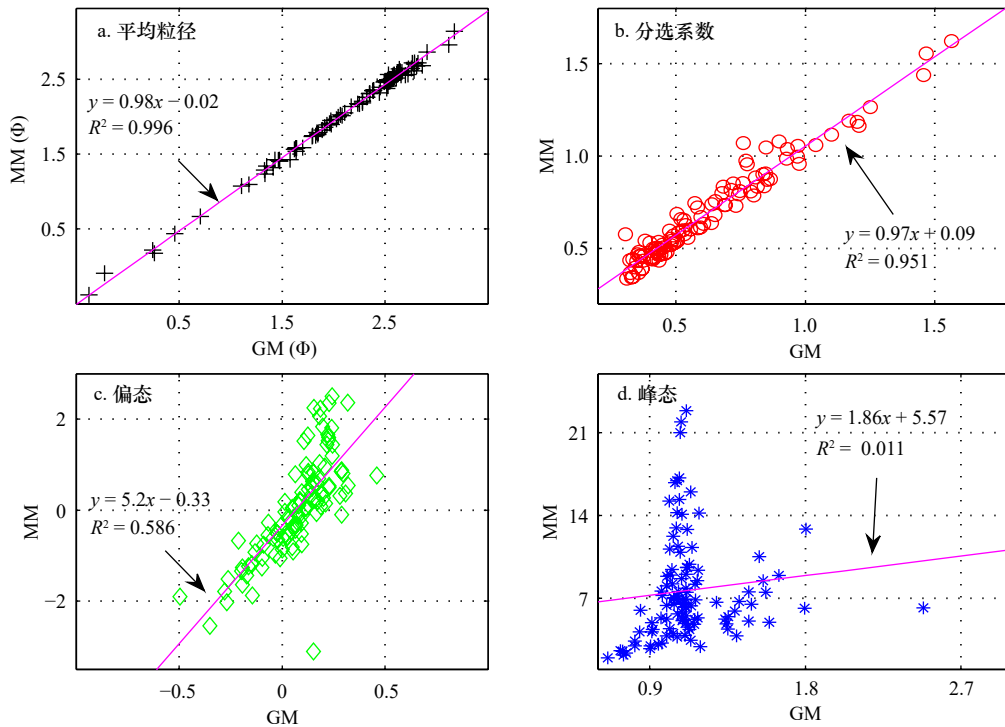 a. 平均粒径
y = 0.98x − 0.02
R² = 0.996
MM (Φ)
2.5
1.5
0.5
0.5
1.5
2.5
GM (Φ)
b. 分选系数
y = 0.97x + 0.09
R² = 0.951
MM
1.5
1.0
0.5
0.2
0.5
1.0
1.5
GM
c. 偏态
y = 5.2x − 0.33
R² = 0.586
MM
2
0
−2
−0.5
0
0.5
GM
d. 峰态
y = 1.86x + 5.57
R² = 0.011
MM
21
14
7
0.9
1.8
2.7
GM